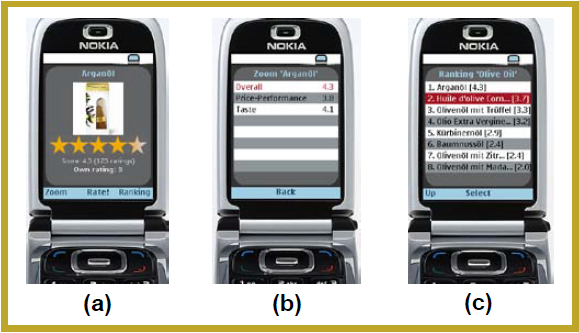 NOKIA
Arganöl
Score: 4.3 (125 ratings)
Own rating: 3
Zoom Rate! Ranking
(a)
NOKIA
Zoom 'Arganöl'
Overall 4.3
Price-Performance 3.8
Taste 4.1
Back
(b)
NOKIA
Ranking 'Olive Oil'
1. Arganöl [4.3]
2. Huile d'olive Corn... [3.7]
3. Olivenöl mit Trüffel [3.3]
4. Olio Extra Vergine... [3.2]
5. Kürbinenöl [2.9]
6. Baumnussöl [2.4]
7. Olivenöl mit Zitr... [2.4]
8. Olivenöl mit Mada... [2.0]
Up Select
(c)